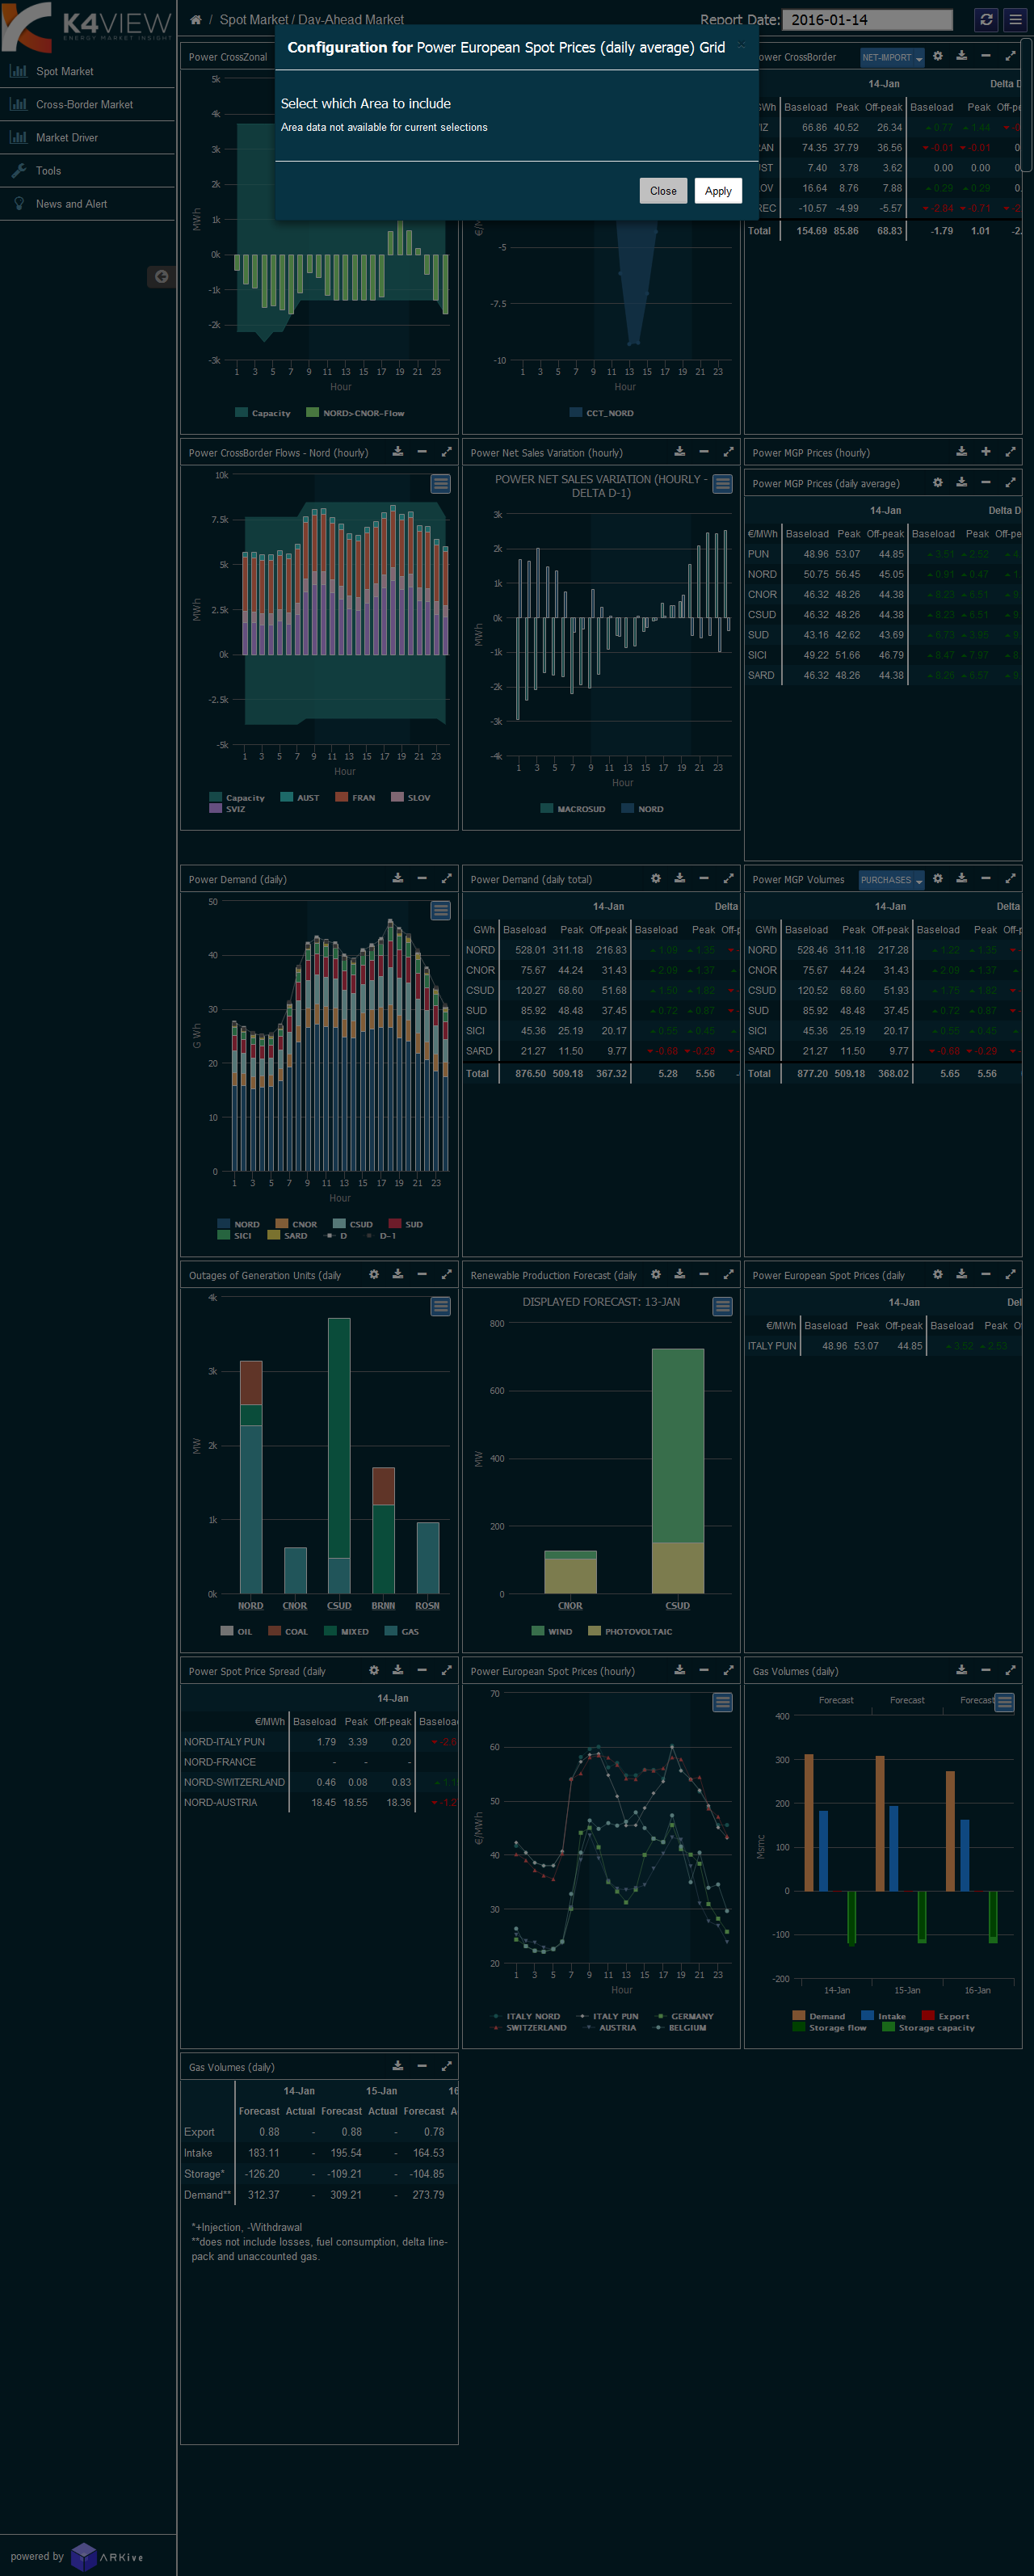 K4VIEW
ENERGY MARKET INSIGHT
/ Spot Market / Day-Ahead Market
Report Date: 2016-01-14
Spot Market
Cross-Border Market
Market Driver
Tools
News and Alert
Configuration for Power European Spot Prices (daily average) Grid
Select which Area to include
Area data not available for current selections
Close Apply
Power CrossZonal
5k
4k
3k
2k
1k
0k
-1k
-2k
-3k
MWh
1 3 5 7 9 11 13 15 17 19 21 23
Hour
Capacity NORD>CNOR-Flow
€/M
-5
-7.5
-10
1 3 5 7 9 11 13 15 17 19 21 23
Hour
CCT_NORD
ower CrossBorder NET-IMPORT
14-Jan Delta D
Wh Baseload Peak Off-peak Baseload Peak Off-p
VIZ 66.86 40.52 26.34 0.77 1.44
RAN 74.35 37.79 36.56 -0.01 -0.01 0.
UST 7.40 3.78 3.62 0.00 0.00 0.
LOV 16.64 8.76 7.88 0.29 0.29 0.
REC -10.57 -4.99 -5.57 -2.84 -0.71 -2
Total 154.69 85.86 68.83 -1.79 1.01 -2.
Power CrossBorder Flows - Nord (hourly)
10k
7.5k
5k
2.5k
0k
-2.5k
-5k
MWh
1 3 5 7 9 11 13 15 17 19 21 23
Hour
Capacity AUST FRAN SLOV
SVIZ
Power Net Sales Variation (hourly)
POWER NET SALES VARIATION (HOURLY -
DELTA D-1)
3k
2k
1k
0k
-1k
-2k
-3k
-4k
MWh
1 3 5 7 9 11 13 15 17 19 21 23
Hour
MACROSUD NORD
Power MGP Prices (hourly)
Power MGP Prices (daily average)
14-Jan Delta D
€/MWh Baseload Peak Off-peak Baseload Peak Off-pe
PUN 48.96 53.07 44.85 3.51 2.52 4.
NORD 50.75 56.45 45.05 0.91 0.47 1.
CNOR 46.32 48.26 44.38 8.23 6.51 9.
CSUD 46.32 48.26 44.38 8.23 6.51 9.
SUD 43.16 42.62 43.69 6.73 3.95 9.
SICI 49.22 51.66 46.79 8.47 7.97 8.
SARD 46.32 48.26 44.38 8.26 6.57 9.
Power Demand (daily)
50
40
30
20
10
0
G Wh
1 3 5 7 9 11 13 15 17 19 21 23
Hour
NORD CNOR CSUD SUD
SICI SARD D D-1
Power Demand (daily total)
14-Jan Delta
GWh Baseload Peak Off-peak Baseload Peak Off-p
NORD 528.01 311.18 216.83 1.09 1.35
CNOR 75.67 44.24 31.43 2.09 1.37
CSUD 120.27 68.60 51.68 1.50 1.82
SUD 85.92 48.48 37.45 0.72 0.87
SICI 45.36 25.19 20.17 0.55 0.45
SARD 21.27 11.50 9.77 -0.68 -0.29
Total 876.50 509.18 367.32 5.28 5.56
Power MGP Volumes PURCHASES
14-Jan Delta
GWh Baseload Peak Off-peak Baseload Peak Off-p
NORD 528.46 311.18 217.28 1.22 1.35
CNOR 75.67 44.24 31.43 2.09 1.37
CSUD 120.52 68.60 51.93 1.75 1.82
SUD 85.92 48.48 37.45 0.72 0.87
SICI 45.36 25.19 20.17 0.55 0.45
SARD 21.27 11.50 9.77 -0.68 -0.29
Total 877.20 509.18 368.02 5.65 5.56
Outages of Generation Units (daily
4k
3k
2k
1k
0k
MW
NORD CNOR CSUD BRNN ROSN
OIL COAL MIXED GAS
Renewable Production Forecast (daily
DISPLAYED FORECAST: 13-JAN
800
600
400
200
0
MW
CNOR CSUD
WIND PHOTOVOLTAIC
Power European Spot Prices (daily
14-Jan Del
€/MWh Baseload Peak Off-peak Baseload Peak O
ITALY PUN 48.96 53.07 44.85 3.52 2.53
Power Spot Price Spread (daily
14-Jan
€/MWh Baseload Peak Off-peak Baseload
NORD-ITALY PUN 1.79 3.39 0.20 -2.6
NORD-FRANCE - - -
NORD-SWITZERLAND 0.46 0.08 0.83 1.1
NORD-AUSTRIA 18.45 18.55 18.36 -1.2
Power European Spot Prices (hourly)
70
60
50
40
30
20
€/MWh
1 3 5 7 9 11 13 15 17 19 21 23
Hour
ITALY NORD ITALY PUN GERMANY
SWITZERLAND AUSTRIA BELGIUM
Gas Volumes (daily)
Forecast Forecast Forecast
400
300
200
100
0
-100
-200
Msmc
14-Jan 15-Jan 16-Jan
Demand Intake Export
Storage flow Storage capacity
Gas Volumes (daily)
14-Jan 15-Jan 16
Forecast Actual Forecast Actual Forecast A
Export 0.88 - 0.88 - 0.78
Intake 183.11 - 195.54 - 164.53
Storage* -126.20 - -109.21 - -104.85
Demand** 312.37 - 309.21 - 273.79
*+Injection, -Withdrawal
**does not include losses, fuel consumption, delta line-
pack and unaccounted gas.
powered by ARKive